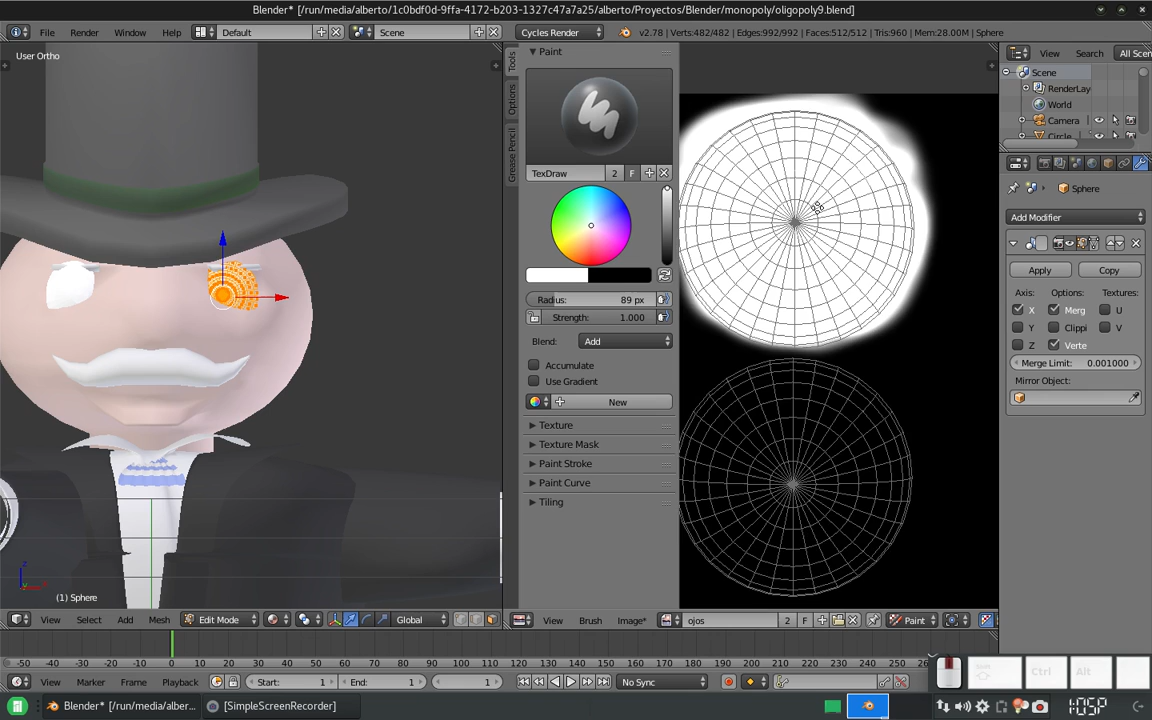 Blender* [/run/media/alberto/1c0bdf0d-9ffa-4172-b203-1327c47a7a25/alberto/Proyectos/Blender/monopoly/oligopoly9.blend]
File Render Window Help Default Scene Cycles Render v2.78 | Verts:482/482 | Edges:992/992 | Faces:512/512 | Tris:960 | Mem:28.00M | Sphere
View Search All Scen
User Ortho
Tools
Options
Grease Pencil
Paint
TexDraw 2 F
Radius: 89 px
Strength: 1.000
Blend: Add
Accumulate
Use Gradient
New
Texture
Texture Mask
Paint Stroke
Paint Curve
Tiling
Scene
RenderLay
World
Camera
Circle
Sphere
Add Modifier
Apply Copy
Axis: Options: Textures:
X Merg U
Y Clippi V
Z Verte
Merge Limit: 0.001000
Mirror Object:
(1) Sphere
View Select Add Mesh Edit Mode Global
View Brush Image* ojos 2 F Paint
-50 -40 -30 -20 -10 0 10 20 30 40 50 60 70 80 90 100 110 120 130 140 150 160 170 180 190 200 210 220 230 240 250
View Marker Frame Playback Start: 1 End: 1 1 No Sync
Ctrl Alt
Blender* [/run/media/alber... [SimpleScreenRecorder] 1:05P